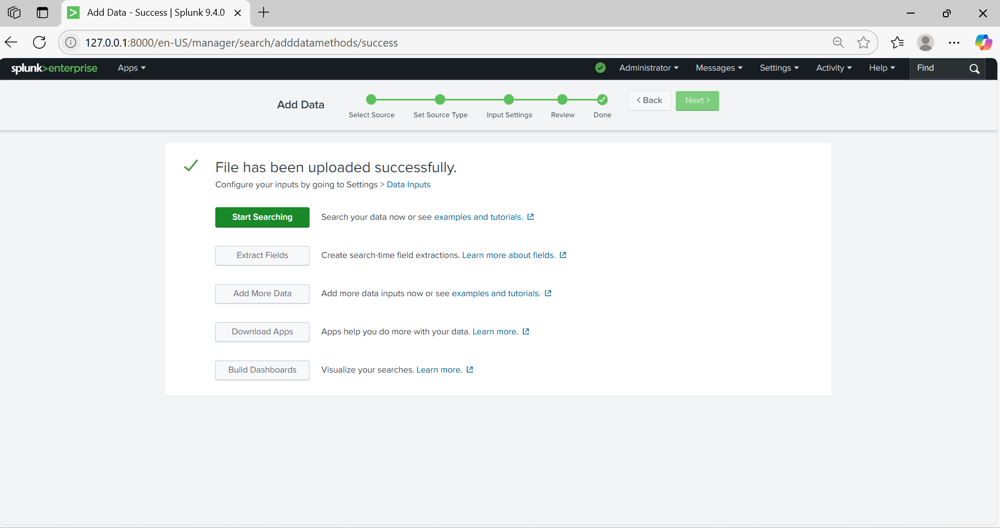 Add Data - Success | Splunk 9.4.0
127.0.0.1:8000/en-US/manager/search/adddatamethods/success
splunk>enterprise Apps Administrator Messages Settings Activity Help Find
Add Data
Select Source Set Source Type Input Settings Review Done
< Back Next >
File has been uploaded successfully.
Configure your inputs by going to Settings > Data Inputs
Start Searching Search your data now or see examples and tutorials.
Extract Fields Create search-time field extractions. Learn more about fields.
Add More Data Add more data inputs now or see examples and tutorials.
Download Apps Apps help you do more with your data. Learn more.
Build Dashboards Visualize your searches. Learn more.